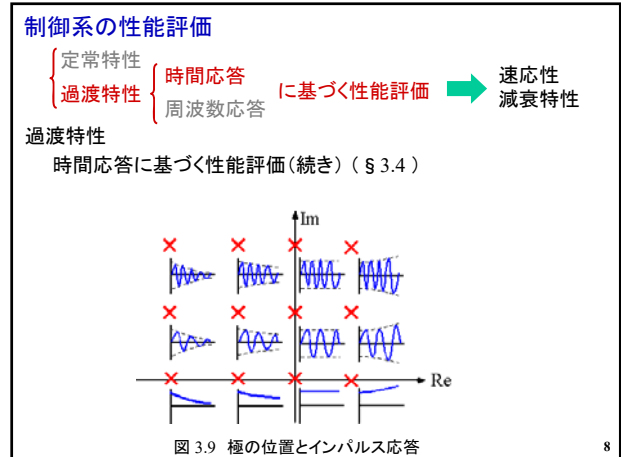 制御系の性能評価
定常特性
過渡特性
時間応答
周波数応答
に基づく性能評価
速応性
減衰特性
過渡特性
時間応答に基づく性能評価(続き) ( § 3.4 )
Im
Re
図 3.9 極の位置とインパルス応答
8